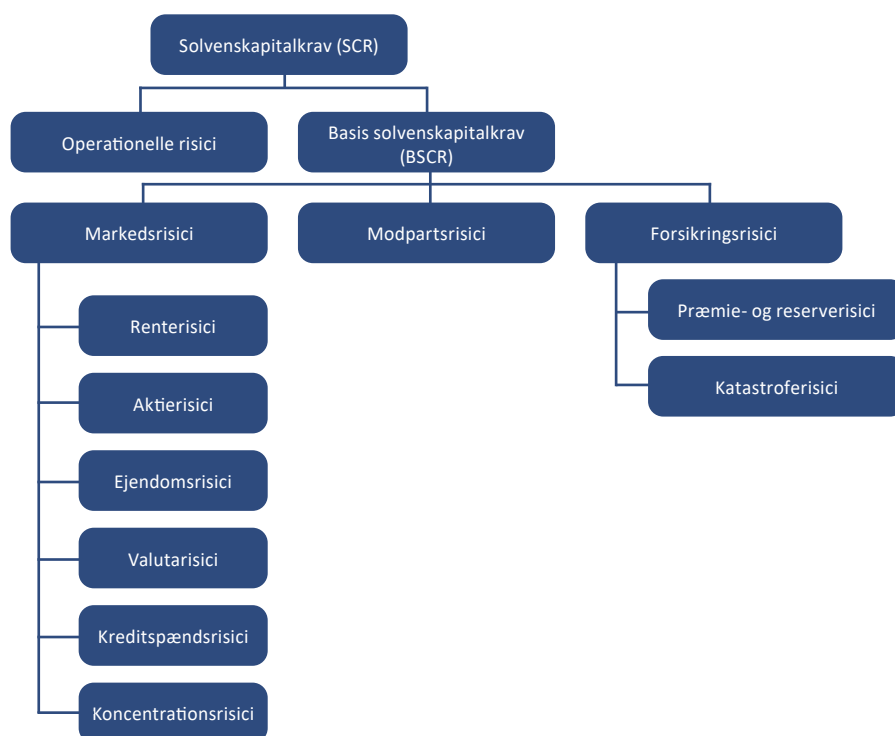 Solvenskapitalkrav (SCR)
Operationelle risici
Basis solvenskapitalkrav
(BSCR)
Markedsrisici
Modpartsrisici
Forsikringsrisici
Renterisici
Aktierisici
Ejendomsrisici
Valutarisici
Kreditspændsrisici
Koncentrationsrisici
Præmie- og reserverisici
Katastroferisici